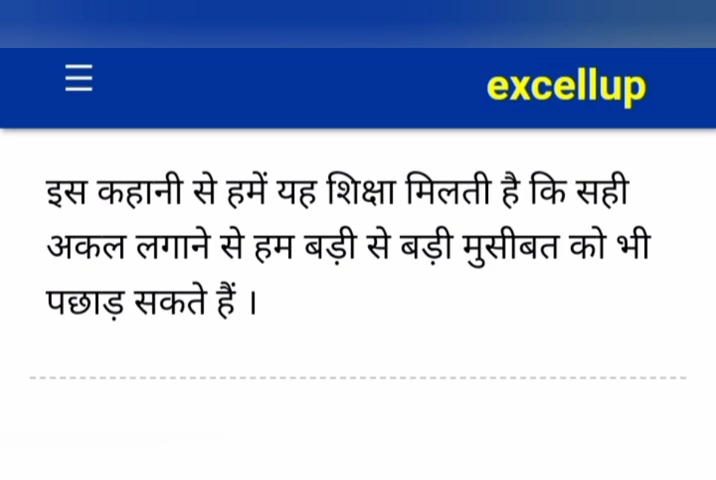 excellup
इस कहानी से हमें यह शिक्षा मिलती है कि सही
अकल लगाने से हम बड़ी से बड़ी मुसीबत को भी
पछाड़ सकते हैं ।